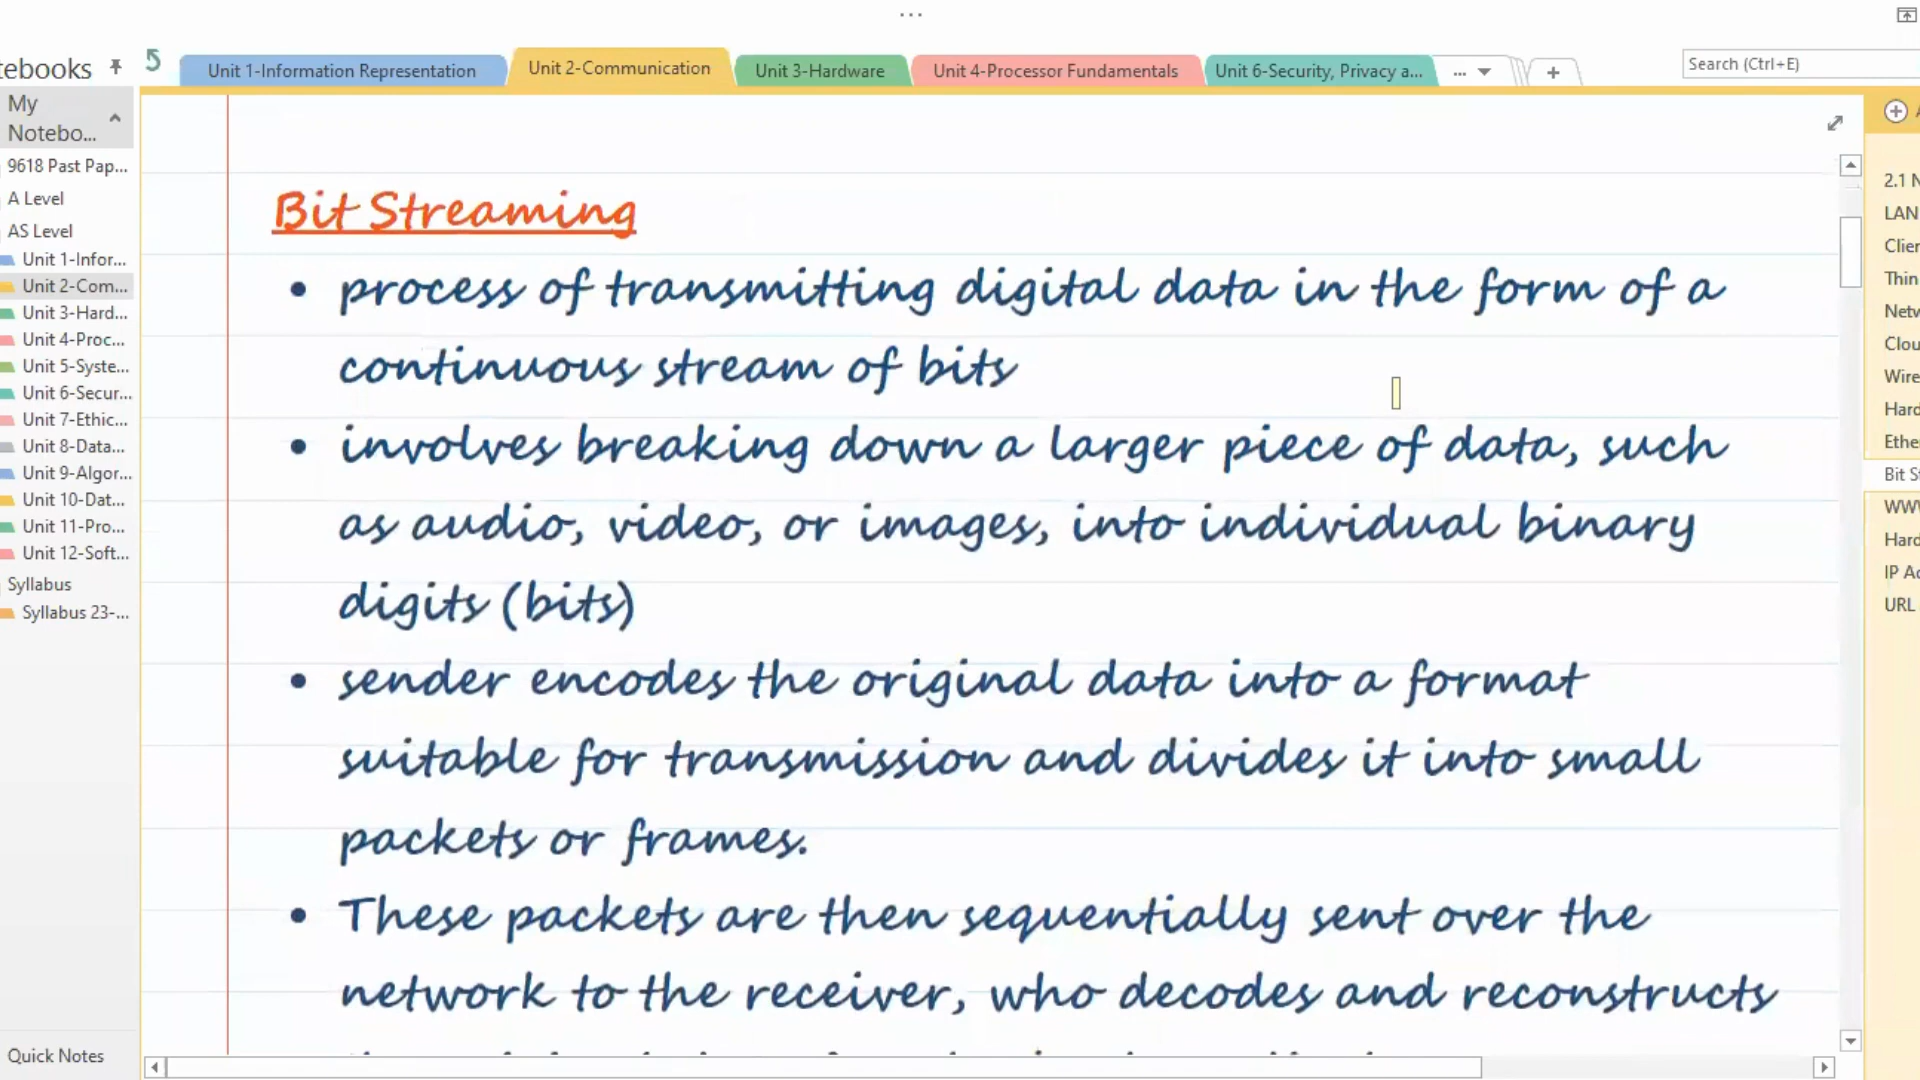 ...
tebooks
Unit 1-Information Representation
Unit 2-Communication
Unit 3-Hardware
Unit 4-Processor Fundamentals
Unit 6-Security, Privacy a...
...
+
Search (Ctrl+E)
My
Notebo...
9618 Past Pap...
A Level
AS Level
Unit 1-Infor...
Unit 2-Com...
Unit 3-Hard...
Unit 4-Proc...
Unit 5-Syste...
Unit 6-Secur...
Unit 7-Ethic...
Unit 8-Data...
Unit 9-Algor...
Unit 10-Dat...
Unit 11-Pro...
Unit 12-Soft...
Syllabus
Syllabus 23-...
Quick Notes
Bit Streaming
• process of transmitting digital data in the form of a
continuous stream of bits
• involves breaking down a larger piece of data, such
as audio, video, or images, into individual binary
digits (bits)
• sender encodes the original data into a format
suitable for transmission and divides it into small
packets or frames.
• These packets are then sequentially sent over the
network to the receiver, who decodes and reconstructs
2.1 N
LAN
Clier
Thin
Netw
Clou
Wire
Hard
Ether
Bit St
WWW
Hard
IP Ac
URL